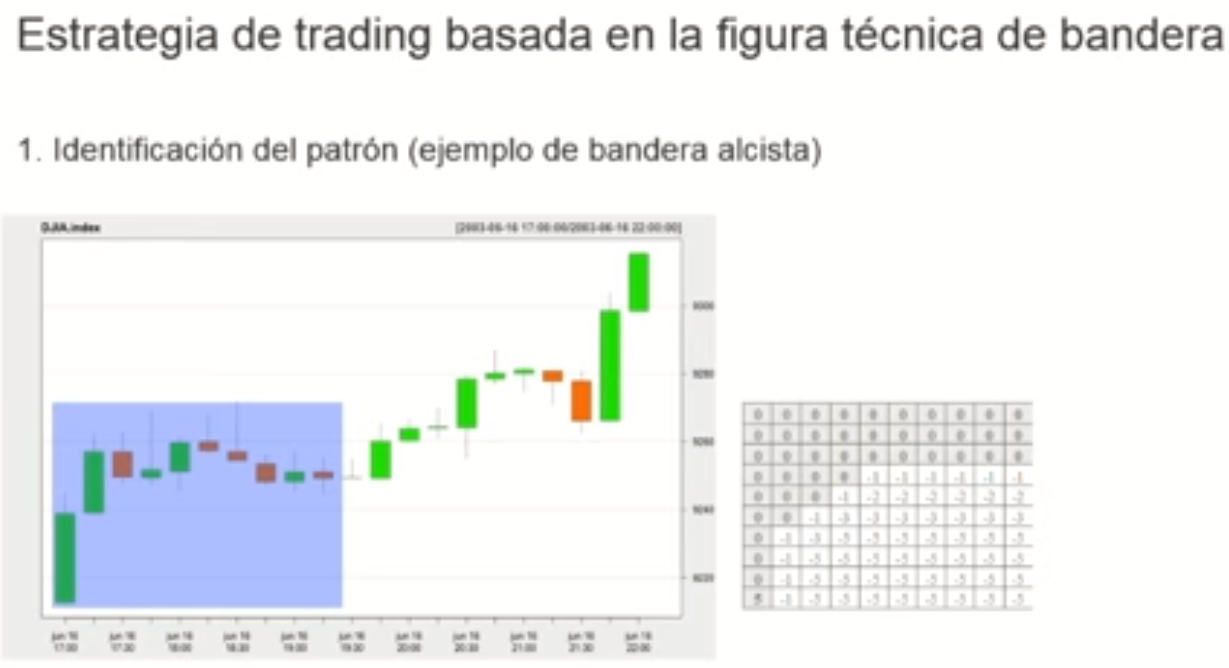 Estrategia de trading basada en la figura técnica de bandera
1. Identificación del patrón (ejemplo de bandera alcista)
DJIA.index [2003-06-16 17:00:00/2003-06-16 22:00:00]
9300
9280
9260
9240
9220
jun 16 jun 16 jun 16 jun 16 jun 16 jun 16 jun 16 jun 16 jun 16 jun 16 jun 16
17:00 17:30 18:00 18:30 19:00 19:30 20:00 20:30 21:00 21:30 22:00
0 0 0 0 0 0 0 0 0 0
0 0 0 0 0 0 0 0 0 0
0 0 0 0 0 0 0 0 0 0
0 0 0 0 -1 -1 -1 -1 -1 -1
0 0 0 -1 -2 -2 -2 -2 -2 -2
0 0 -1 -3 -3 -3 -3 -3 -3 -3
0 -1 -3 -5 -5 -5 -5 -5 -5
0 -1 -5 -5 -5 -5 -5 -5 -5 -5
0 -1 -5 -5 -5 -5 -5 -5 -5 -5
5 -1 -5 -5 -5 -5 -5 -5 -5 -5